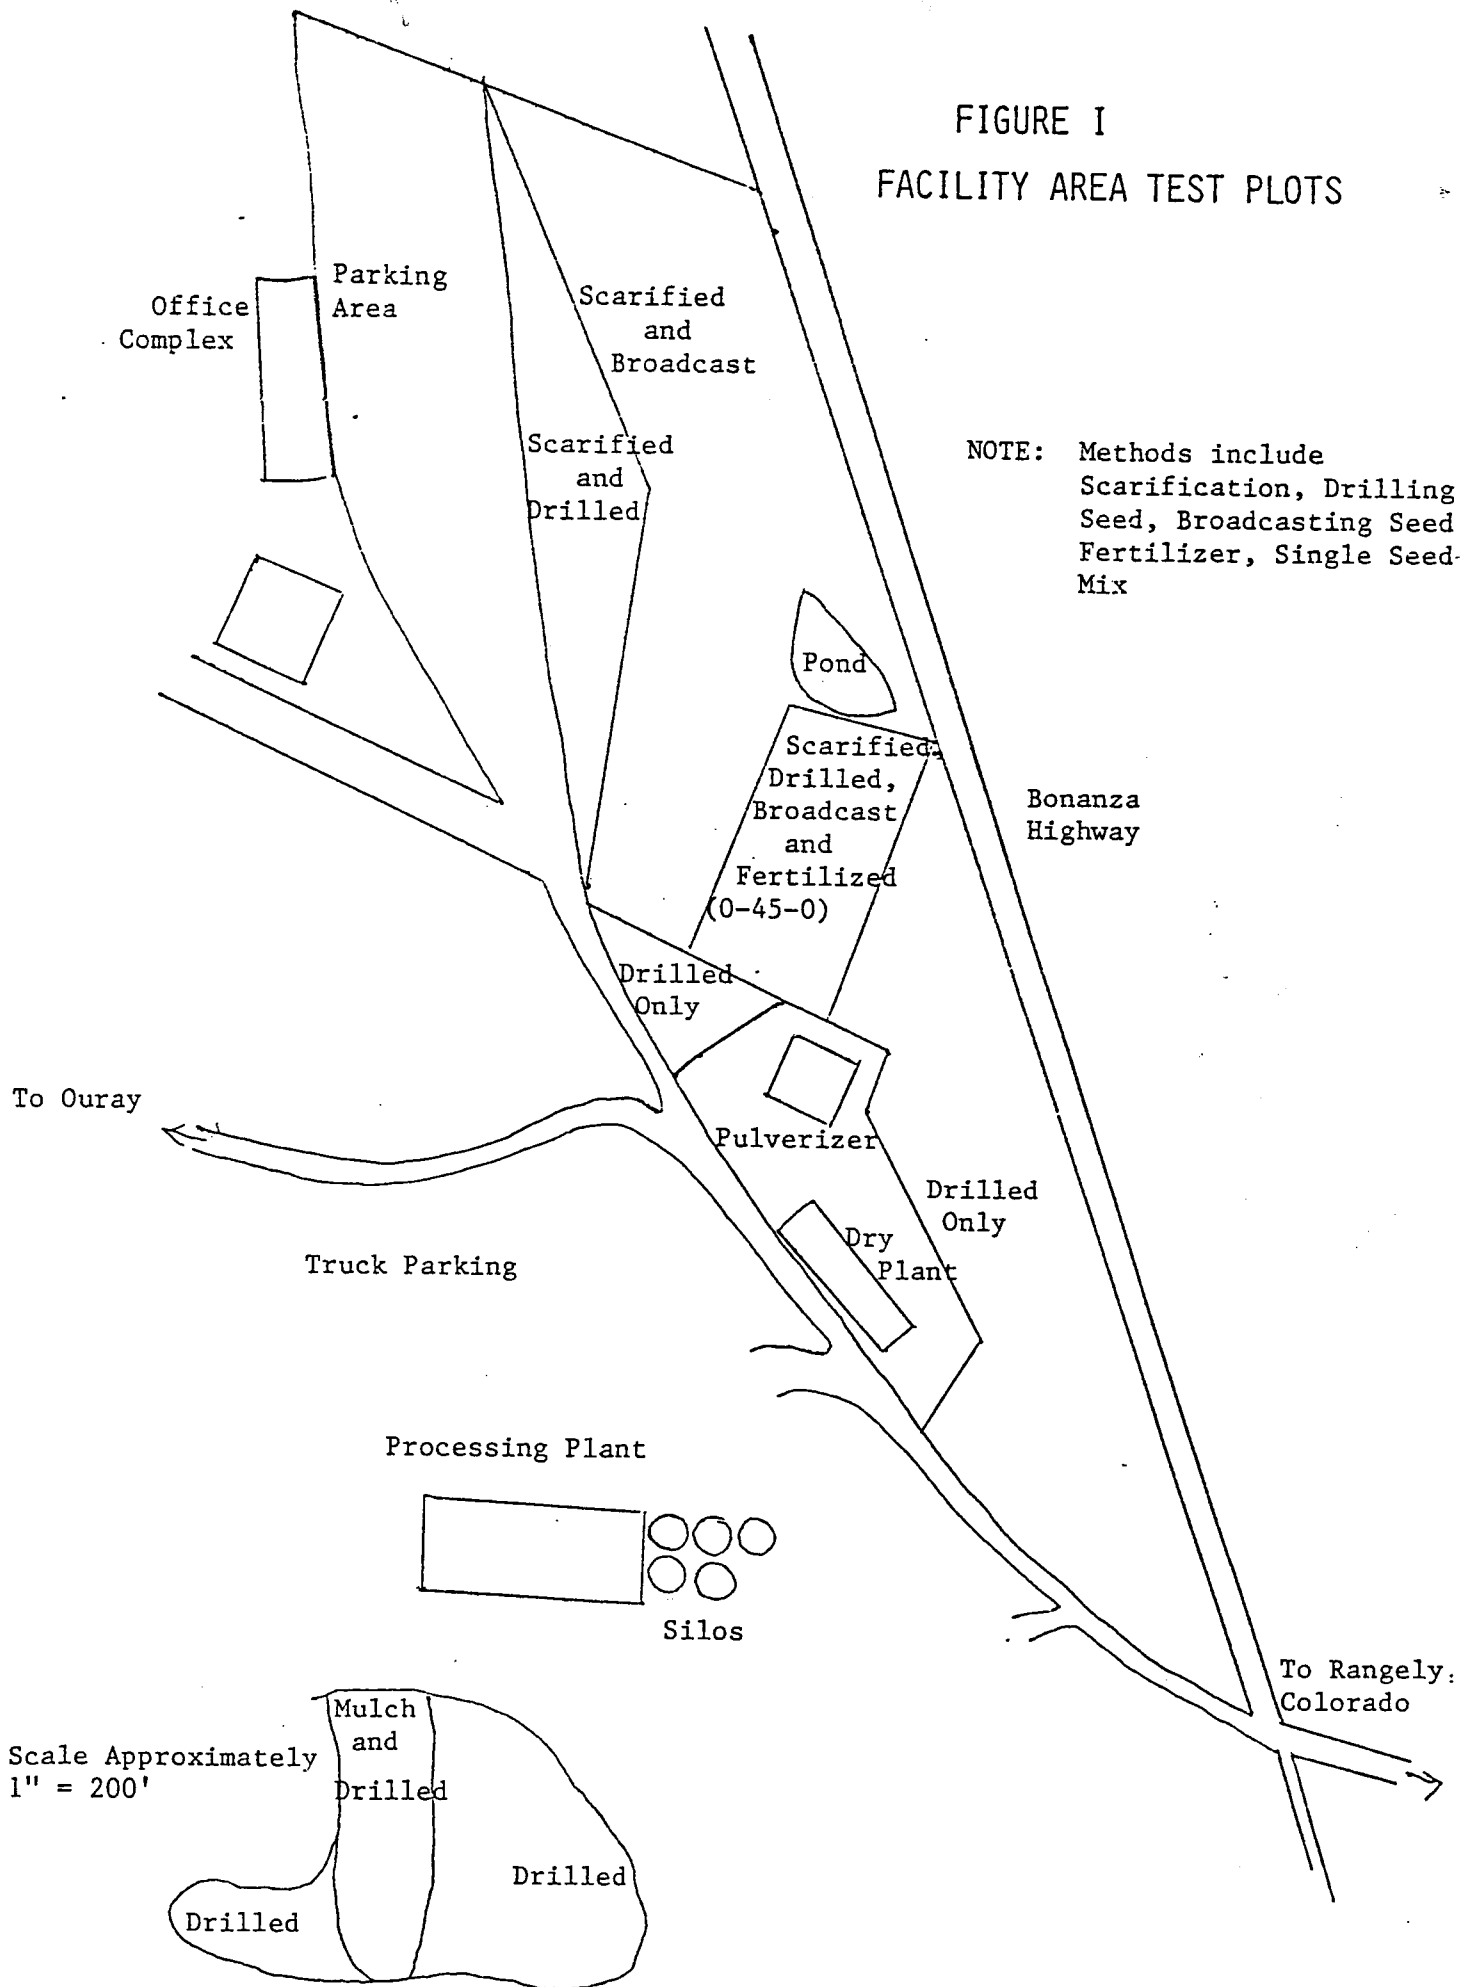 FIGURE I
FACILITY AREA TEST PLOTS
Parking
Area
Office
Complex
Scarified
and
Broadcast
Scarified
and
Drilled
NOTE: Methods include
Scarification, Drilling
Seed, Broadcasting Seed
Fertilizer, Single Seed-
Mix
Pond
Scarified,
Drilled,
Broadcast
and
Fertilized
(0-45-0)
Bonanza
Highway
Drilled
Only
To Ouray
Pulverizer
Drilled
Only
Dry
Plant
Truck Parking
Processing Plant
Silos
To Rangely,
Colorado
Mulch
and
Drilled
Scale Approximately
1" = 200'
Drilled
Drilled